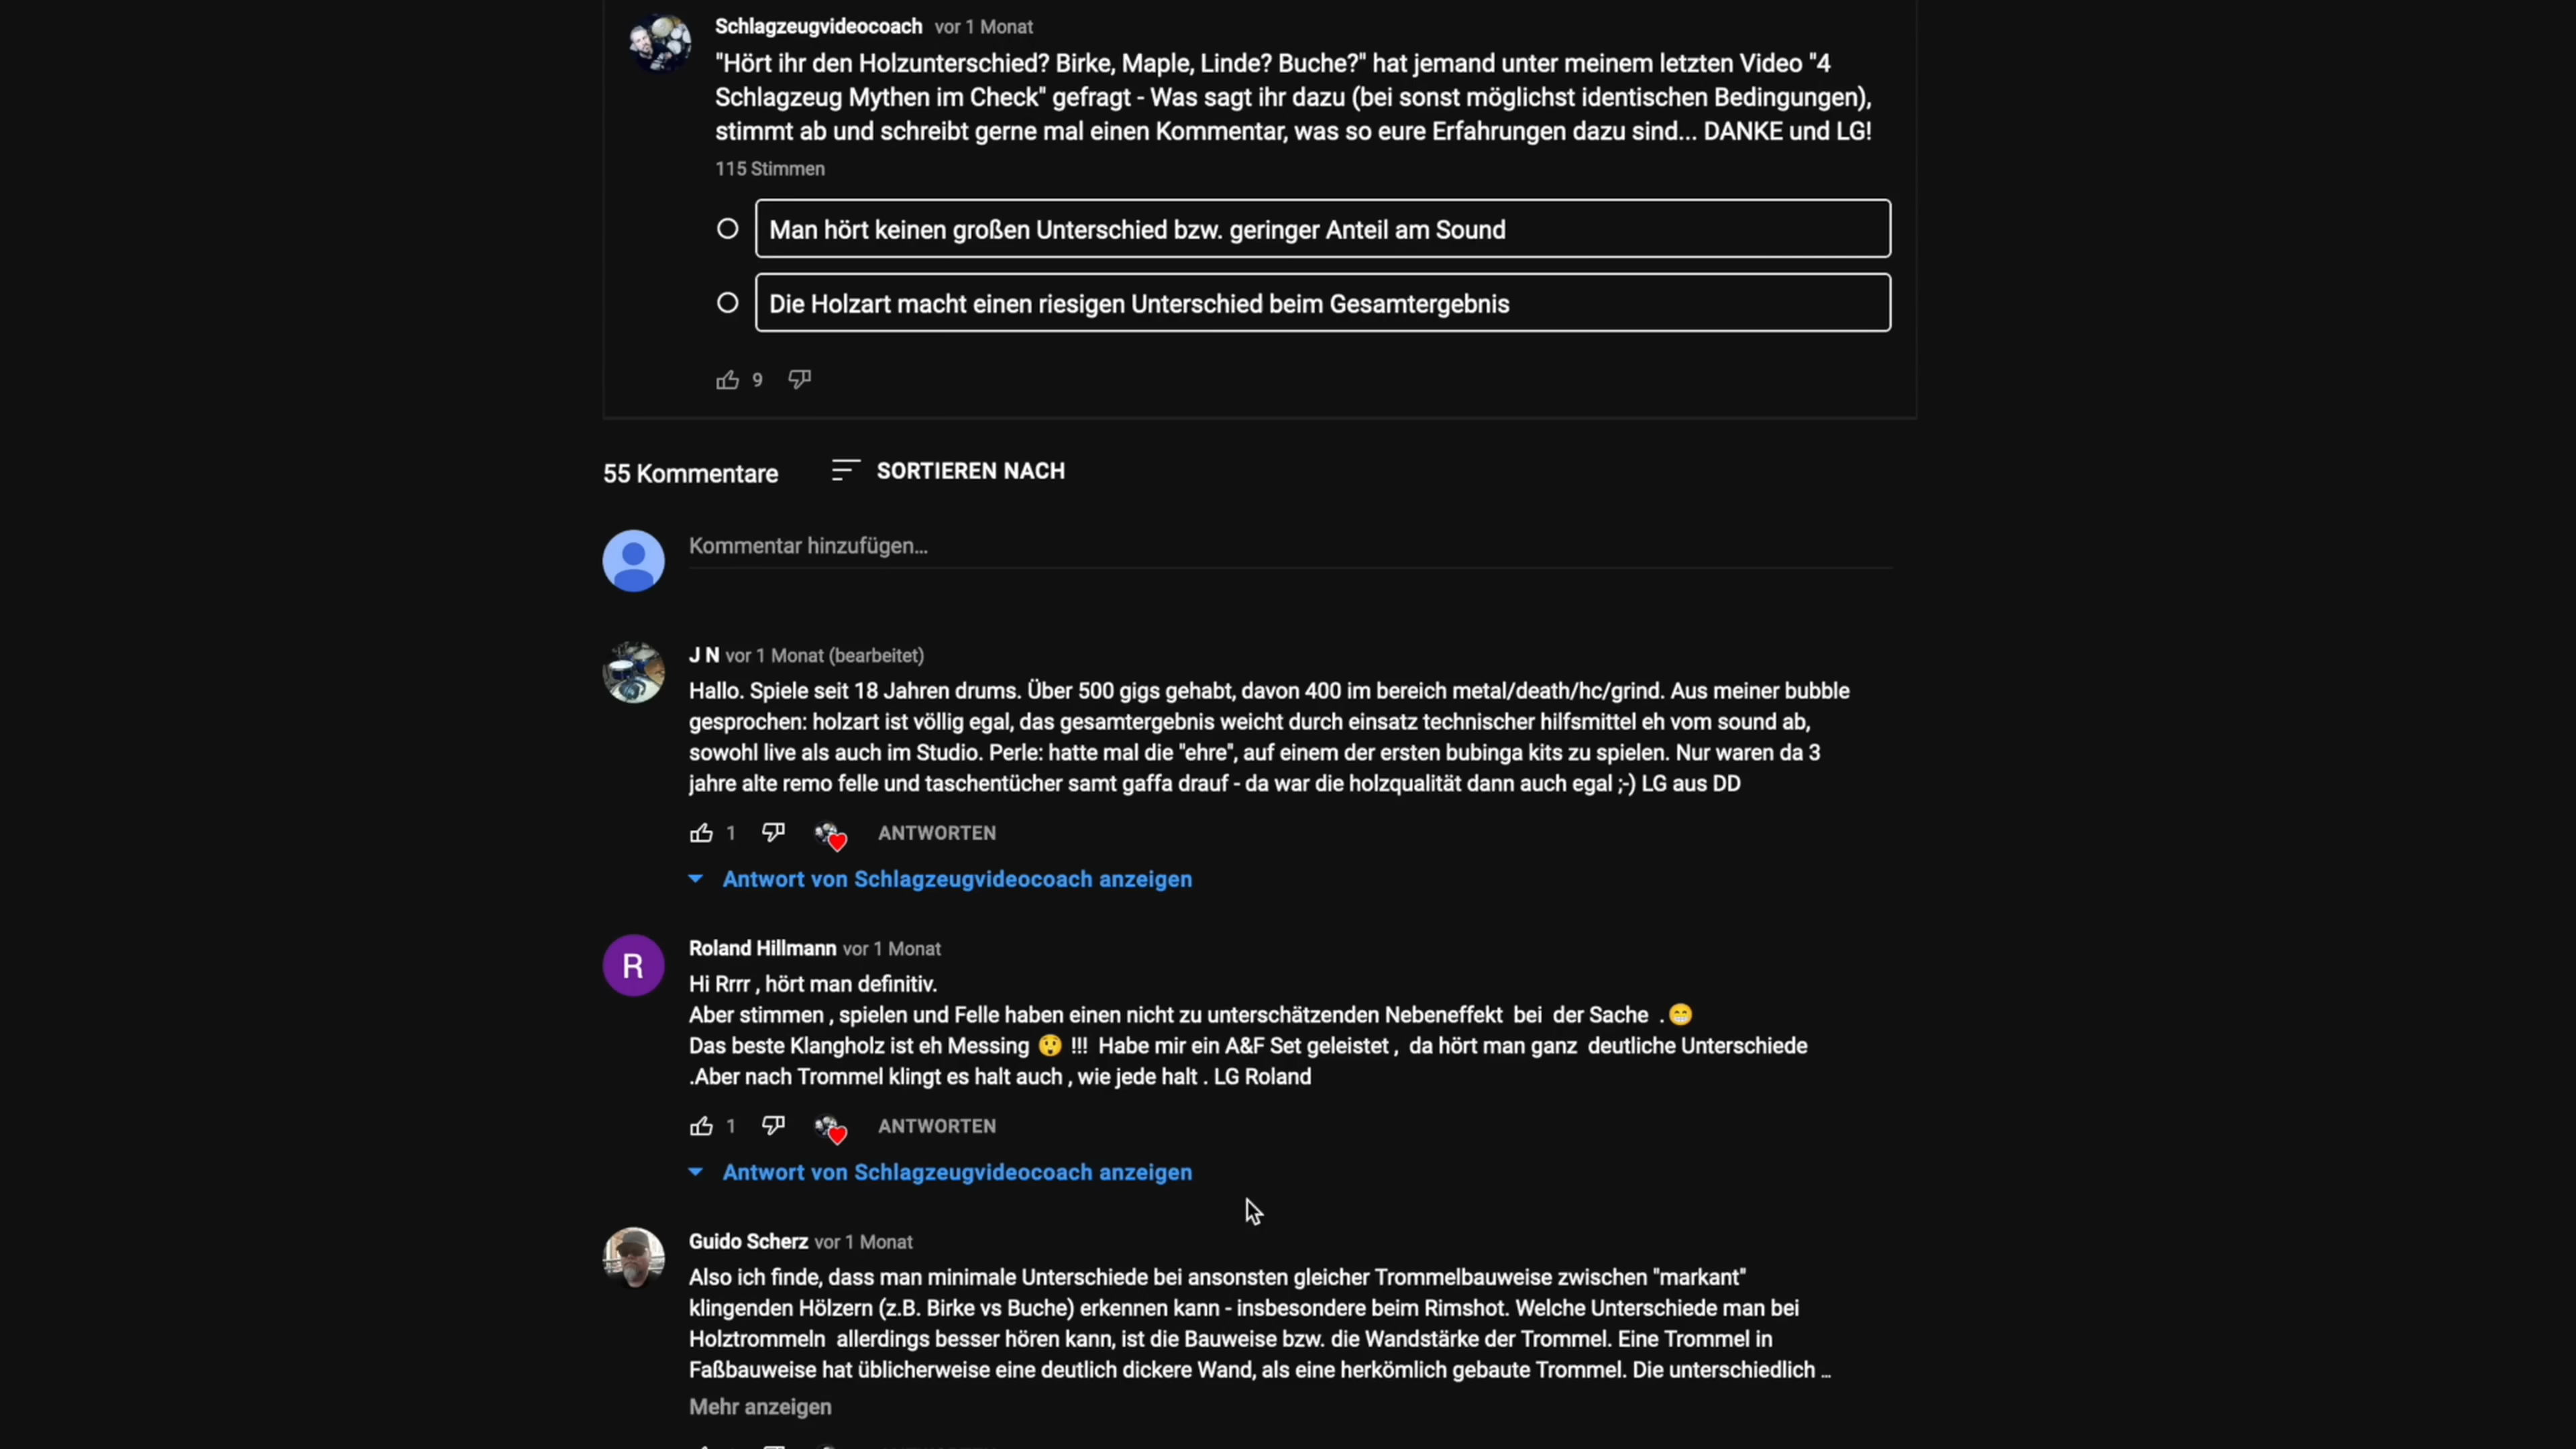 Schlagzeugvideocoach vor 1 Monat
"Hört ihr den Holzunterschied? Birke, Maple, Linde? Buche?" hat jemand unter meinem letzten Video "4
Schlagzeug Mythen im Check" gefragt - Was sagt ihr dazu (bei sonst möglichst identischen Bedingungen),
stimmt ab und schreibt gerne mal einen Kommentar, was so eure Erfahrungen dazu sind... DANKE und LG!
115 Stimmen
Man hört keinen großen Unterschied bzw. geringer Anteil am Sound
Die Holzart macht einen riesigen Unterschied beim Gesamtergebnis
9
55 Kommentare SORTIEREN NACH
Kommentar hinzufügen...
J N vor 1 Monat (bearbeitet)
Hallo. Spiele seit 18 Jahren drums. Über 500 gigs gehabt, davon 400 im bereich metal/death/hc/grind. Aus meiner bubble
gesprochen: holzart ist völlig egal, das gesamtergebnis weicht durch einsatz technischer hilfsmittel eh vom sound ab,
sowohl live als auch im Studio. Perle: hatte mal die "ehre", auf einem der ersten bubinga kits zu spielen. Nur waren da 3
jahre alte remo felle und taschentücher samt gaffa drauf - da war die holzqualität dann auch egal ;-) LG aus DD
1 ANTWORTEN
Antwort von Schlagzeugvideocoach anzeigen
R
Roland Hillmann vor 1 Monat
Hi Rrrr , hört man definitiv.
Aber stimmen , spielen und Felle haben einen nicht zu unterschätzenden Nebeneffekt bei der Sache . 😁
Das beste Klangholz ist eh Messing 😲 !!! Habe mir ein A&F Set geleistet , da hört man ganz deutliche Unterschiede
.Aber nach Trommel klingt es halt auch , wie jede halt . LG Roland
1 ANTWORTEN
Antwort von Schlagzeugvideocoach anzeigen
Guido Scherz vor 1 Monat
Also ich finde, dass man minimale Unterschiede bei ansonsten gleicher Trommelbauweise zwischen "markant"
klingenden Hölzern (z.B. Birke vs Buche) erkennen kann - insbesondere beim Rimshot. Welche Unterschiede man bei
Holztrommeln allerdings besser hören kann, ist die Bauweise bzw. die Wandstärke der Trommel. Eine Trommel in
Faßbauweise hat üblicherweise eine deutlich dickere Wand, als eine herkömlich gebaute Trommel. Die unterschiedlich ...
Mehr anzeigen